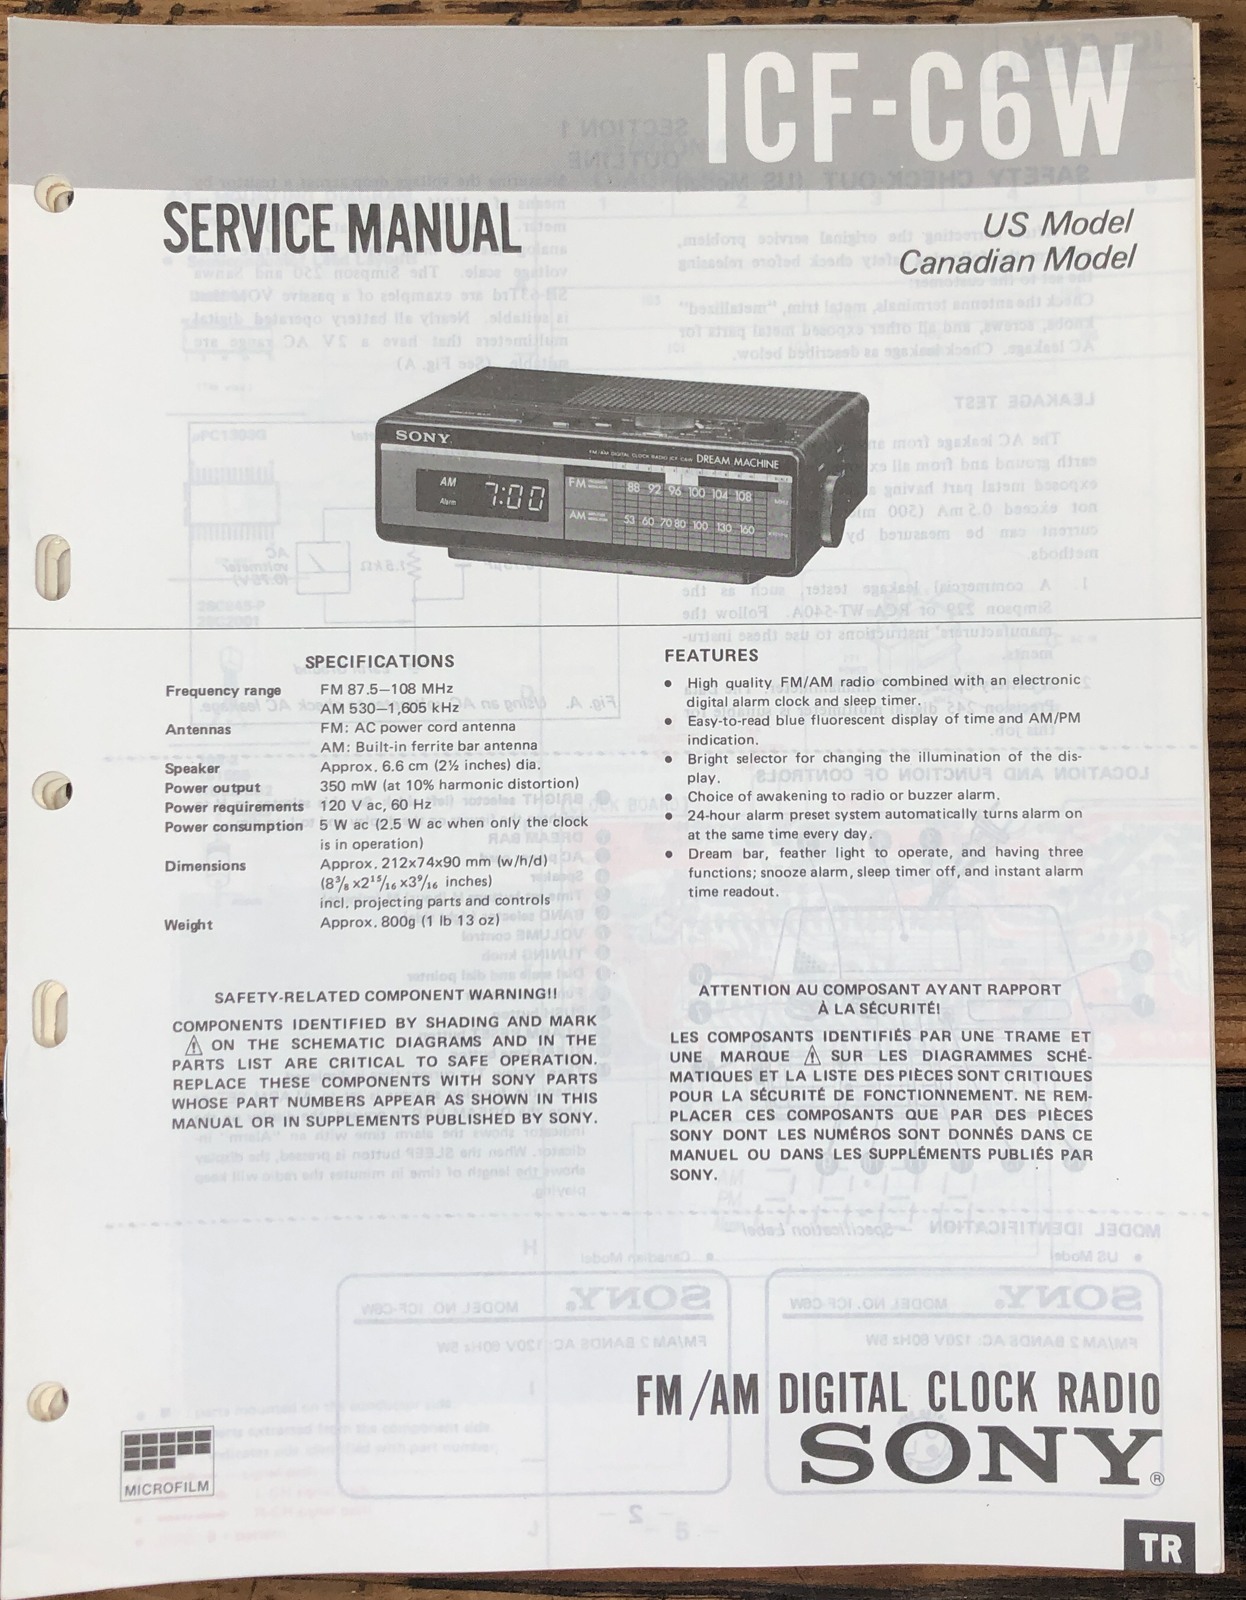 ICF-C6W
SERVICE MANUAL
US Model
Canadian Model
SONY
FM/AM DIGITAL CLOCK RADIO ICF-C6W DREAM MACHINE
AM
Alarm
7:00
FM
88 92 96 100 104 108
AM
53 60 70 80 100 130 160
SPECIFICATIONS
Frequency range FM 87.5—108 MHz
AM 530—1,605 kHz
Antennas FM: AC power cord antenna
AM: Built-in ferrite bar antenna
Speaker Approx. 6.6 cm (2½ inches) dia.
Power output 350 mW (at 10% harmonic distortion)
Power requirements 120 V ac, 60 Hz
Power consumption 5 W ac (2.5 W ac when only the clock
is in operation)
Dimensions Approx. 212x74x90 mm (w/h/d)
(8³/₈ x2¹⁵/₁₆ x3⁹/₁₆ inches)
incl. projecting parts and controls
Weight Approx. 800g (1 lb 13 oz)
FEATURES
● High quality FM/AM radio combined with an electronic
digital alarm clock and sleep timer.
● Easy-to-read blue fluorescent display of time and AM/PM
indication.
● Bright selector for changing the illumination of the dis-
play.
● Choice of awakening to radio or buzzer alarm.
● 24-hour alarm preset system automatically turns alarm on
at the same time every day.
● Dream bar, feather light to operate, and having three
functions; snooze alarm, sleep timer off, and instant alarm
time readout.
SAFETY-RELATED COMPONENT WARNING!!
COMPONENTS IDENTIFIED BY SHADING AND MARK
⚠ ON THE SCHEMATIC DIAGRAMS AND IN THE
PARTS LIST ARE CRITICAL TO SAFE OPERATION.
REPLACE THESE COMPONENTS WITH SONY PARTS
WHOSE PART NUMBERS APPEAR AS SHOWN IN THIS
MANUAL OR IN SUPPLEMENTS PUBLISHED BY SONY.
ATTENTION AU COMPOSANT AYANT RAPPORT
À LA SÉCURITÉ!
LES COMPOSANTS IDENTIFIÉS PAR UNE TRAME ET
UNE MARQUE ⚠ SUR LES DIAGRAMMES SCHÉ-
MATIQUES ET LA LISTE DES PIÈCES SONT CRITIQUES
POUR LA SÉCURITÉ DE FONCTIONNEMENT. NE REM-
PLACER CES COMPOSANTS QUE PAR DES PIÈCES
SONY DONT LES NUMÉROS SONT DONNÉS DANS CE
MANUEL OU DANS LES SUPPLÉMENTS PUBLIÉS PAR
SONY.
FM/AM DIGITAL CLOCK RADIO
SONY®
MICROFILM
TR